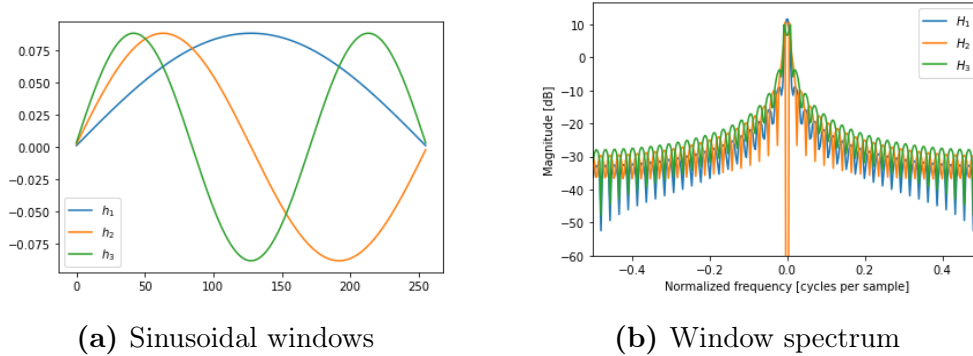 0.075
0.050
0.025
0.000
−0.025
−0.050
−0.075
h₁
h₂
h₃
0 50 100 150 200 250
(a) Sinusoidal windows
Magnitude [dB]
10
0
−10
−20
−30
−40
−50
−60
H₁
H₂
H₃
−0.4 −0.2 0.0 0.2 0.4
Normalized frequency [cycles per sample]
(b) Window spectrum